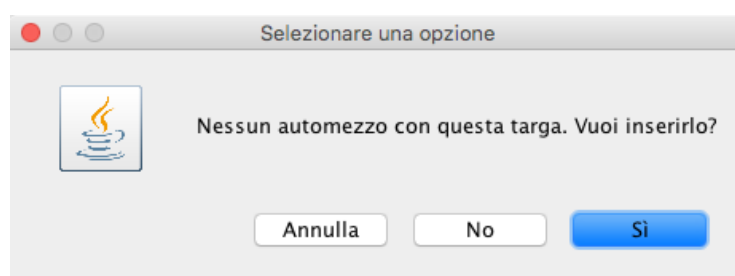 Selezionare una opzione
Nessun automezzo con questa targa. Vuoi inserirlo?
Annulla No Sì